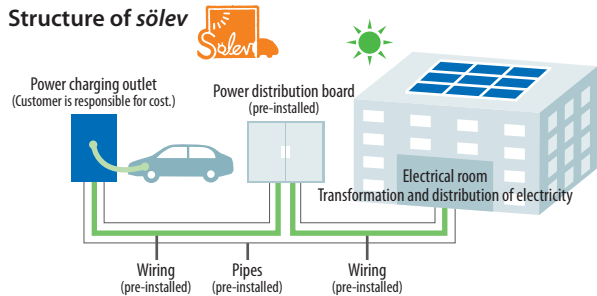 Structure of sölev
Sölev
Power charging outlet
(Customer is responsible for cost.)
Power distribution board
(pre-installed)
Electrical room
Transformation and distribution of electricity
Wiring
(pre-installed)
Pipes
(pre-installed)
Wiring
(pre-installed)